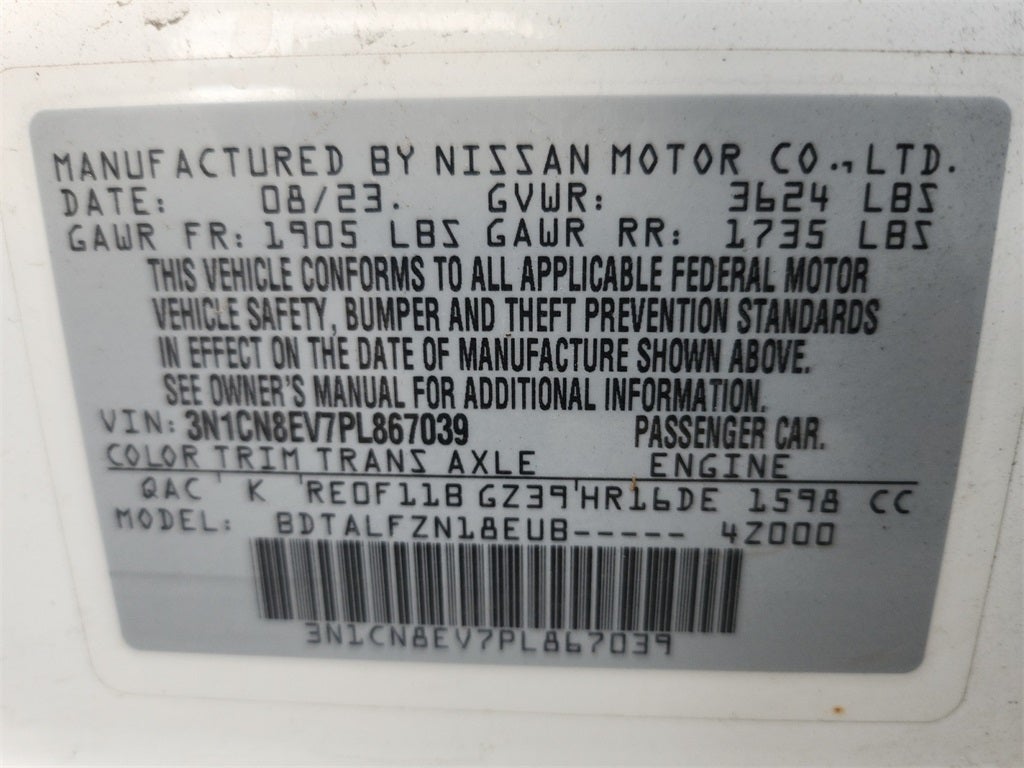 MANUFACTURED BY NISSAN MOTOR CO., LTD.
DATE: 08/23. GVWR: 3624 LBS
GAWR FR: 1905 LBS GAWR RR: 1735 LBS
THIS VEHICLE CONFORMS TO ALL APPLICABLE FEDERAL MOTOR
VEHICLE SAFETY, BUMPER AND THEFT PREVENTION STANDARDS
IN EFFECT ON THE DATE OF MANUFACTURE SHOWN ABOVE.
SEE OWNER'S MANUAL FOR ADDITIONAL INFORMATION.
VIN: 3N1CN8EV7PL867039 PASSENGER CAR.
COLOR TRIM TRANS AXLE ENGINE
QAC K RE0F11B GZ39 HR16DE 1598 CC
MODEL: BDTALFZN18EUB----- 4Z000
3N1CN8EV7PL867039